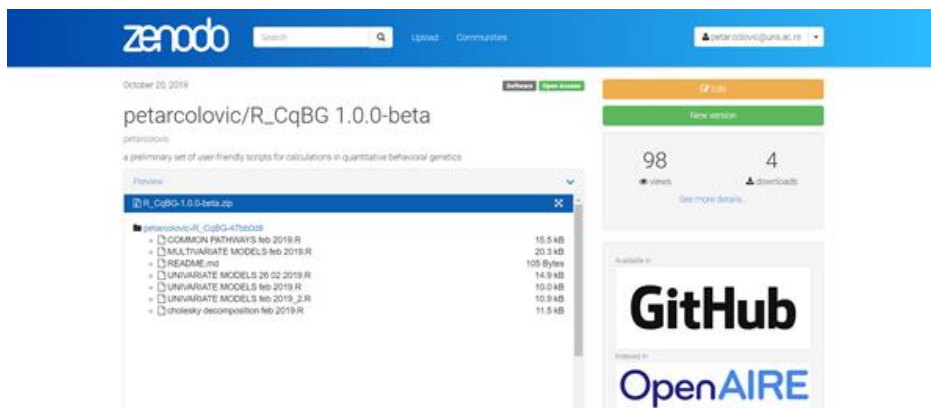 zenodo
Search
Upload Communities
petarcolovic@uns.ac.rs
October 20, 2019
Software Open Access
Edit
petarcolovic/R_CqBG 1.0.0-beta
New version
petarcolovic
a preliminary set of user-friendly scripts for calculations in quantitative behavioral genetics
98 4
views downloads
See more details...
Preview
R_CqBG-1.0.0-beta.zip
petarcolovic-R_CqBG-47bb0d8
COMMON PATHWAYS feb 2019.R 15.5 kB
MULTIVARIATE MODELS feb 2019.R 20.3 kB
README.md 105 Bytes
UNIVARIATE MODELS 26 02 2019.R 14.9 kB
UNIVARIATE MODELS feb 2019.R 10.0 kB
UNIVARIATE MODELS feb 2019_2.R 10.9 kB
cholesky decomposition feb 2019.R 11.5 kB
Available in
GitHub
Indexed in
OpenAIRE